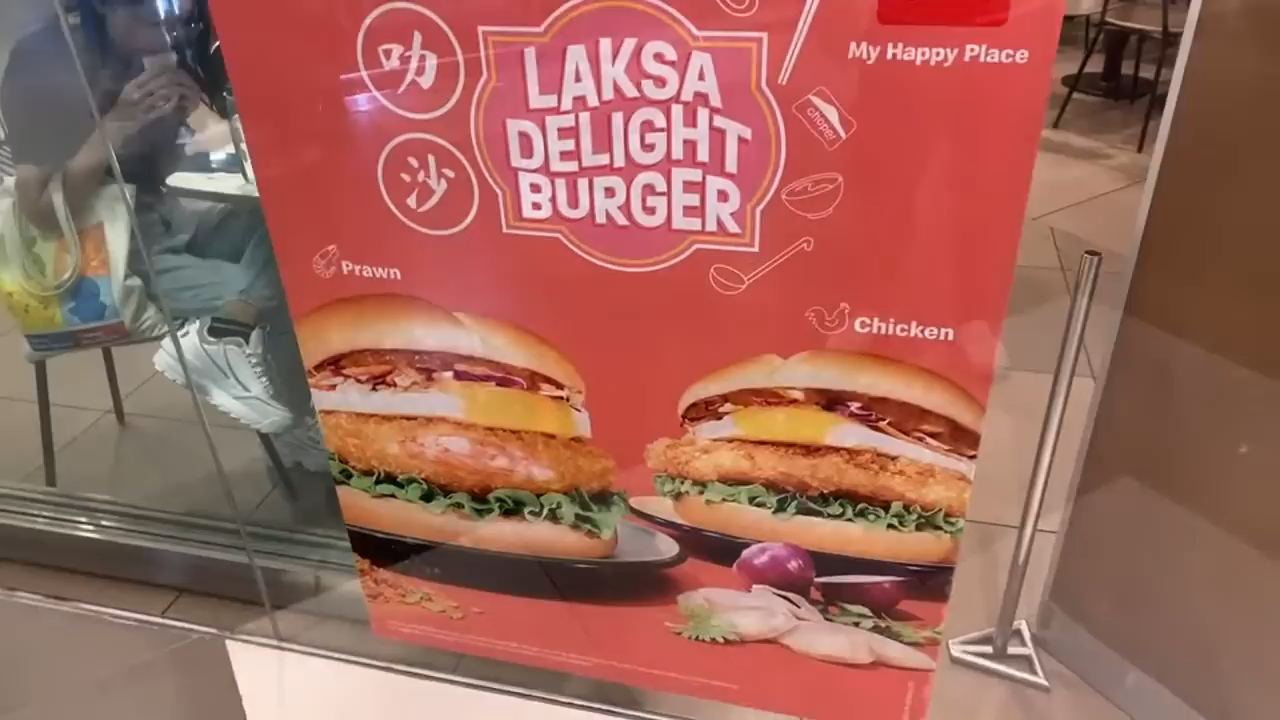 叻
沙
LAKSA
DELIGHT
BURGER
My Happy Place
chope!
Prawn
Chicken